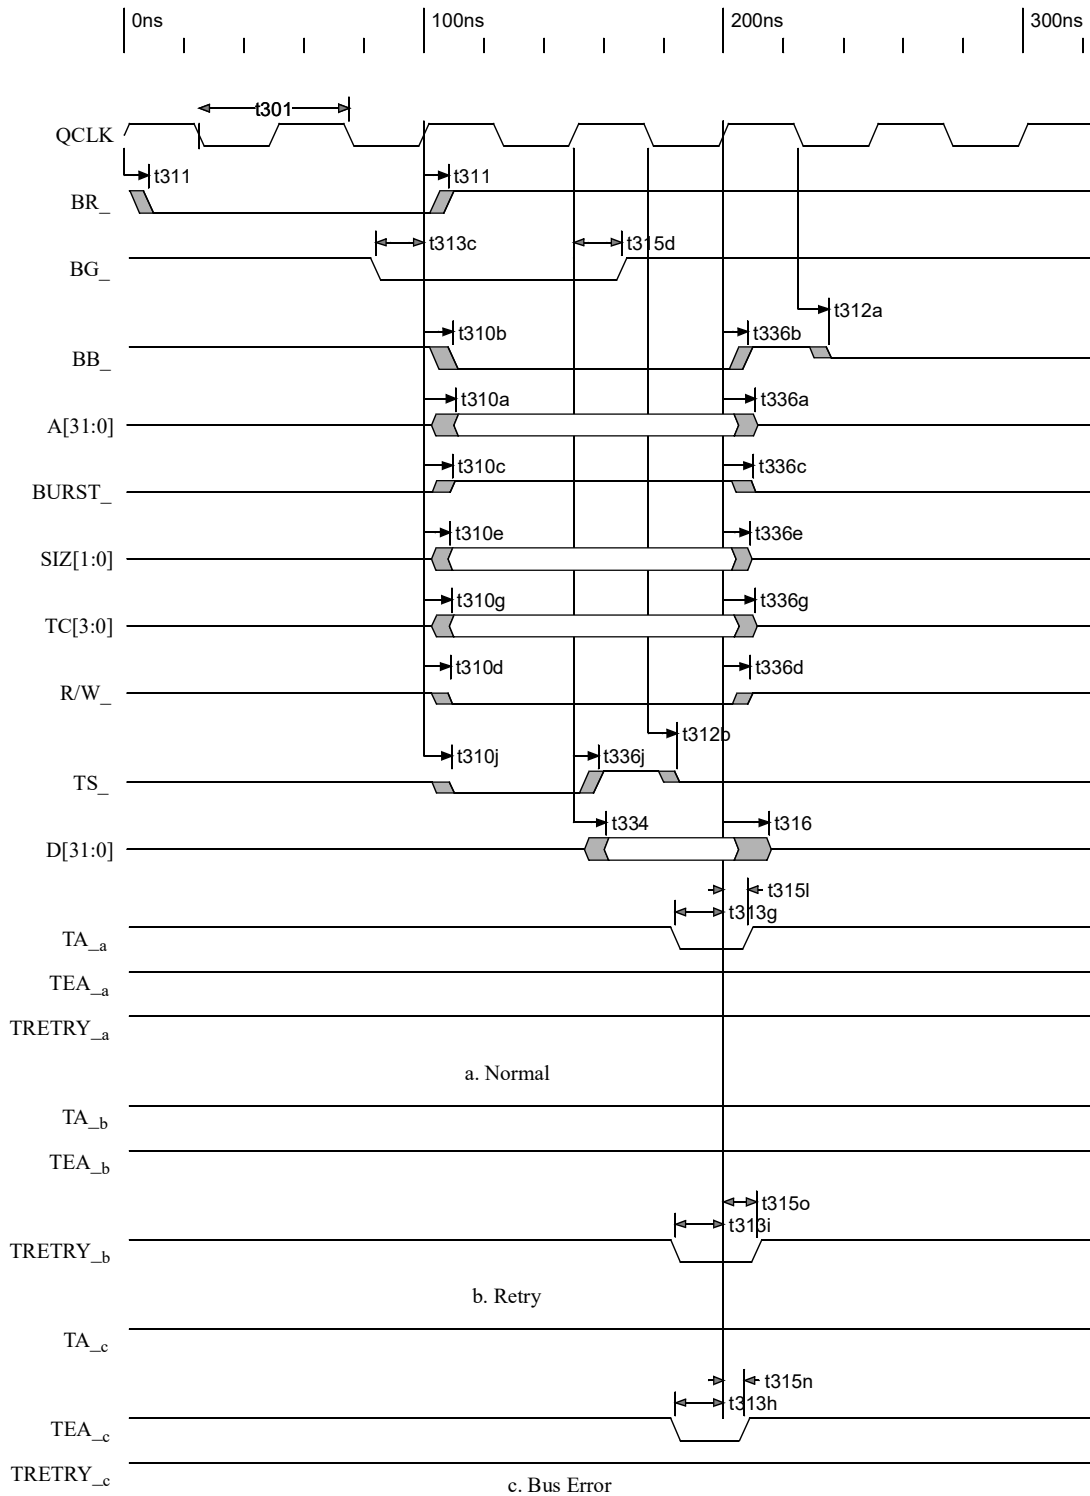 0ns 100ns 200ns 300ns
t301
QCLK
t311 t311
BR_
t313c t315d
BG_
t312a
t310b t336b
BB_
t310a t336a
A[31:0]
t310c t336c
BURST_
t310e t336e
SIZ[1:0]
t310g t336g
TC[3:0]
t310d t336d
R/W_
t312b
t310j t336j
TS_
t334 t316
D[31:0]
t315l
t313g
TA_a
TEA_a
TRETRY_a
a. Normal
TA_b
TEA_b
t315o
t313i
TRETRY_b
b. Retry
TA_c
t315n
t313h
TEA_c
TRETRY_c
c. Bus Error